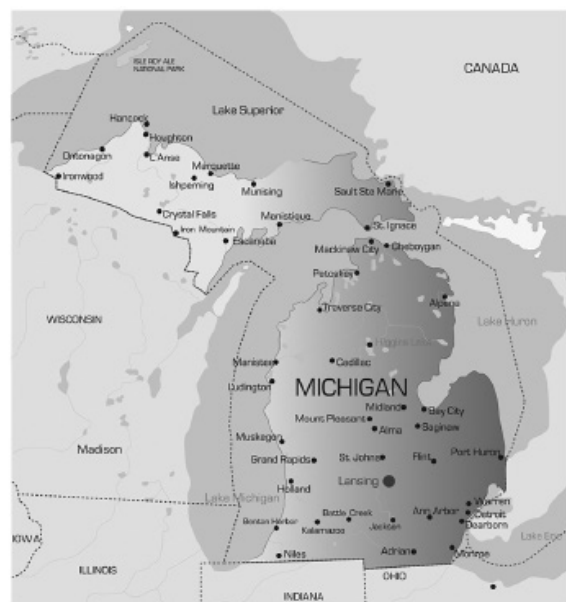 ISLE ROYALE
NATIONAL PARK
CANADA
Lake Superior
Hancock
Houghson
Ontonagon
L'Anse
Marquette
Ironwood
Ishpeming
Munising
Sault Ste Marie
Crystal Falls
Manistique
Iron Mountain
St. Ignace
Escanaba
Mackinaw City
Cheboygan
Petoskey
Alpena
Traverse City
WISCONSIN
Lake Huron
Higgins Lake
Manistee
Cadillac
Ludington
MICHIGAN
Midland
Bay City
Mount Pleasant
Alma
Saginaw
Muskegon
Madison
Grand Rapids
St. Johns
Flint
Port Huron
Lansing
Holland
Lake Michigan
Warren
Battle Creek
Ann Arbor
Detroit
Benton Harbor
Kalamazoo
Jackson
Dearborn
Lake Erie
IOWA
Niles
Adrian
Monroe
ILLINOIS
OHIO
INDIANA